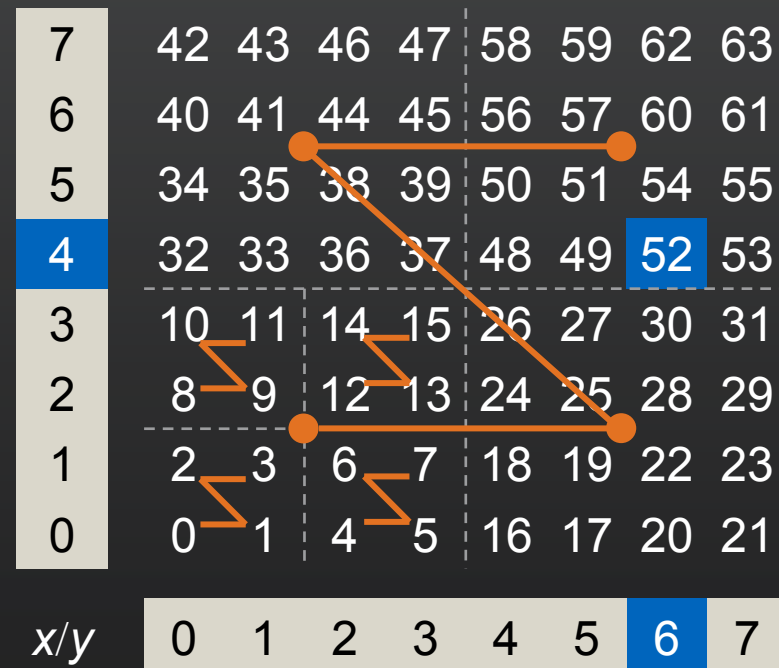 7 42 43 46 47 58 59 62 63
6 40 41 44 45 56 57 60 61
5 34 35 38 39 50 51 54 55
4 32 33 36 37 48 49 52 53
3 10 11 14 15 26 27 30 31
2 8 9 12 13 24 25 28 29
1 2 3 6 7 18 19 22 23
0 0 1 4 5 16 17 20 21
x/y 0 1 2 3 4 5 6 7